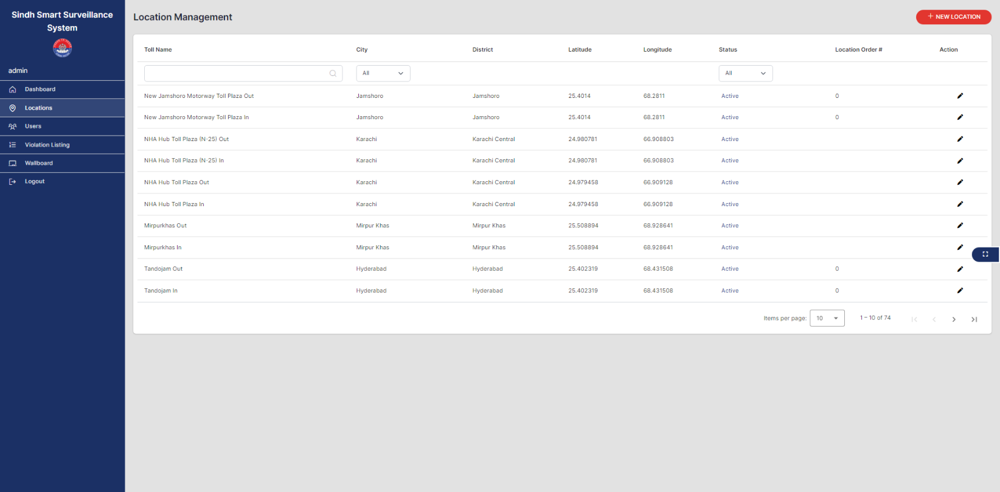 Sindh Smart Surveillance
System
admin
Dashboard
Locations
Users
Violation Listing
Wallboard
Logout
Location Management
+ NEW LOCATION
Toll Name City District Latitude Longitude Status Location Order # Action
All All
New Jamshoro Motorway Toll Plaza Out Jamshoro Jamshoro 25.4014 68.2811 Active 0
New Jamshoro Motorway Toll Plaza In Jamshoro Jamshoro 25.4014 68.2811 Active 0
NHA Hub Toll Plaza (N-25) Out Karachi Karachi Central 24.980781 66.908803 Active
NHA Hub Toll Plaza (N-25) In Karachi Karachi Central 24.980781 66.908803 Active
NHA Hub Toll Plaza Out Karachi Karachi Central 24.979458 66.909128 Active
NHA Hub Toll Plaza In Karachi Karachi Central 24.979458 66.909128 Active
Mirpurkhas Out Mirpur Khas Mirpur Khas 25.508894 68.928641 Active
Mirpurkhas In Mirpur Khas Mirpur Khas 25.508894 68.928641 Active
Tandojam Out Hyderabad Hyderabad 25.402319 68.431508 Active 0
Tandojam In Hyderabad Hyderabad 25.402319 68.431508 Active 0
Items per page: 10 1 – 10 of 74